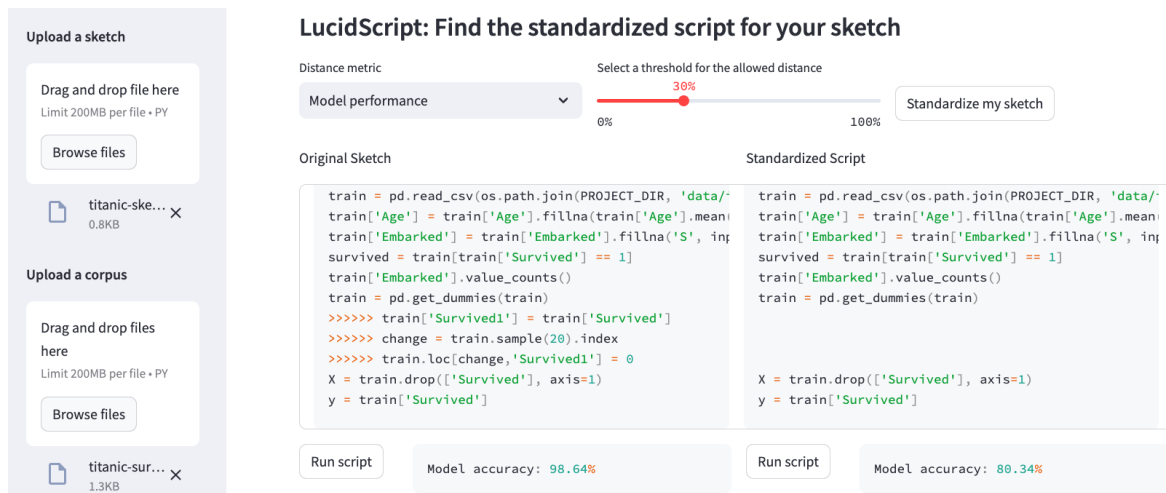 Upload a sketch
Drag and drop file here
Limit 200MB per file • PY
Browse files
titanic-ske...
0.8KB
Upload a corpus
Drag and drop files
here
Limit 200MB per file • PY
Browse files
titanic-sur...
1.3KB
LucidScript: Find the standardized script for your sketch
Distance metric
Model performance
Select a threshold for the allowed distance
30%
0% 100%
Standardize my sketch
Original Sketch
train = pd.read_csv(os.path.join(PROJECT_DIR, 'data/
train['Age'] = train['Age'].fillna(train['Age'].mean
train['Embarked'] = train['Embarked'].fillna('S', inp
survived = train[train['Survived'] == 1]
train['Embarked'].value_counts()
train = pd.get_dummies(train)
>>>>>> train['Survived1'] = train['Survived']
>>>>>> change = train.sample(20).index
>>>>>> train.loc[change,'Survived1'] = 0
X = train.drop(['Survived'], axis=1)
y = train['Survived']
Run script
Model accuracy: 98.64%
Standardized Script
train = pd.read_csv(os.path.join(PROJECT_DIR, 'data/
train['Age'] = train['Age'].fillna(train['Age'].mean
train['Embarked'] = train['Embarked'].fillna('S', inp
survived = train[train['Survived'] == 1]
train['Embarked'].value_counts()
train = pd.get_dummies(train)
X = train.drop(['Survived'], axis=1)
y = train['Survived']
Run script
Model accuracy: 80.34%